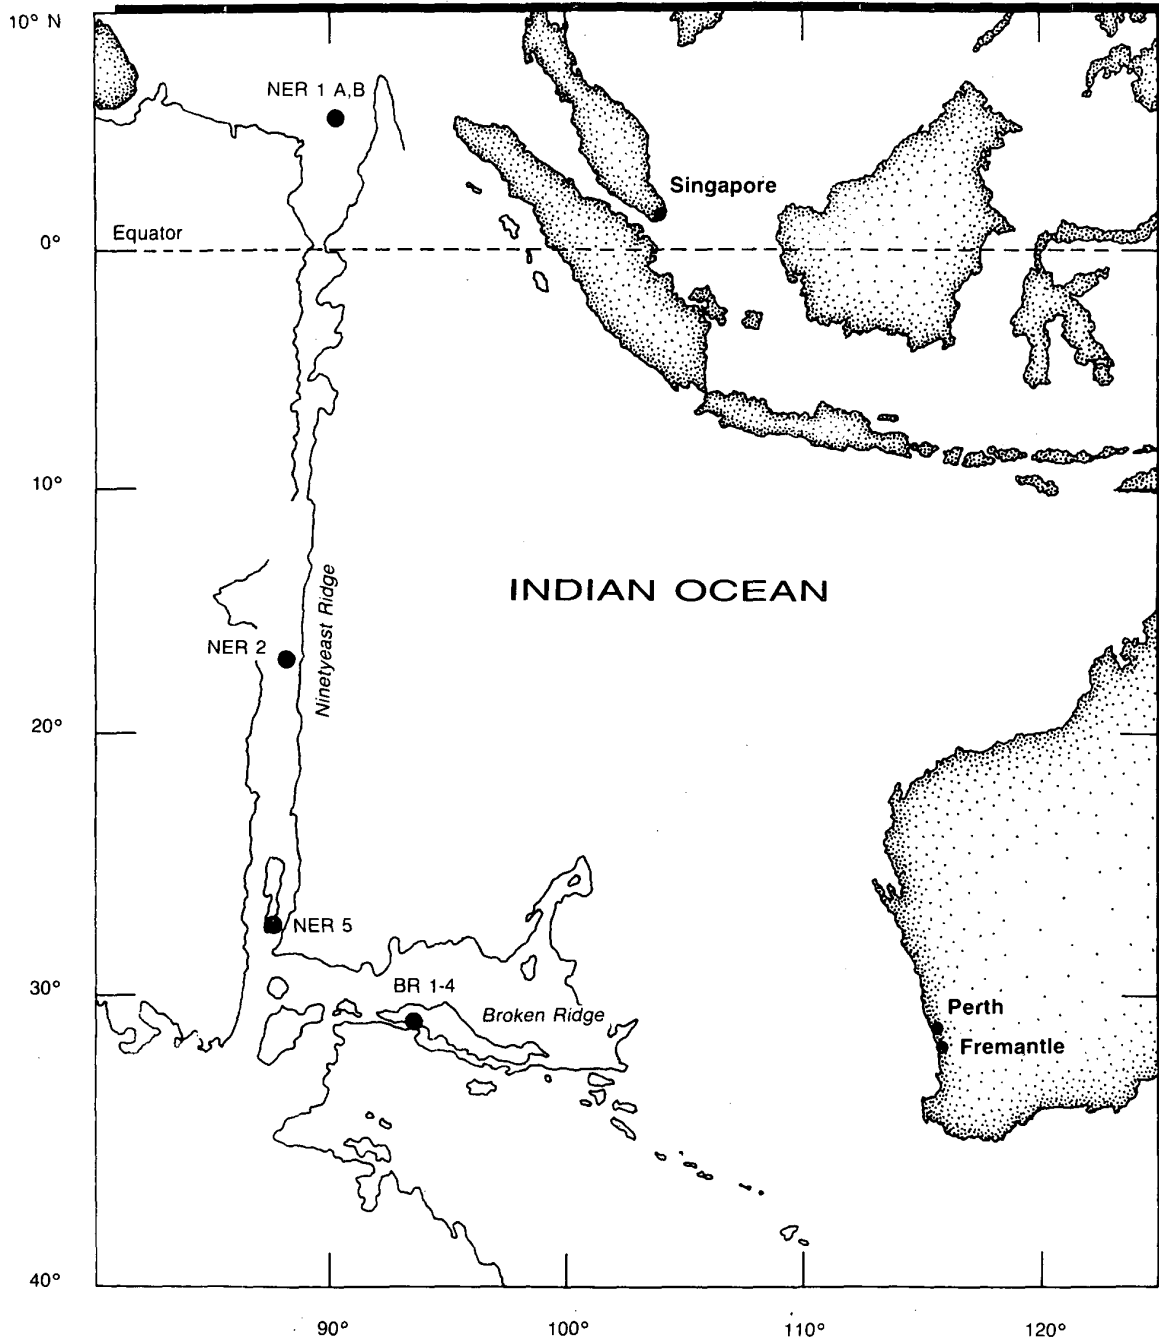 10° N
NER 1 A,B
Singapore
0°
Equator
10°
INDIAN OCEAN
Ninetyeast Ridge
NER 2
20°
NER 5
BR 1-4
30°
Broken Ridge
Perth
Fremantle
40°
90°
100°
110°
120°